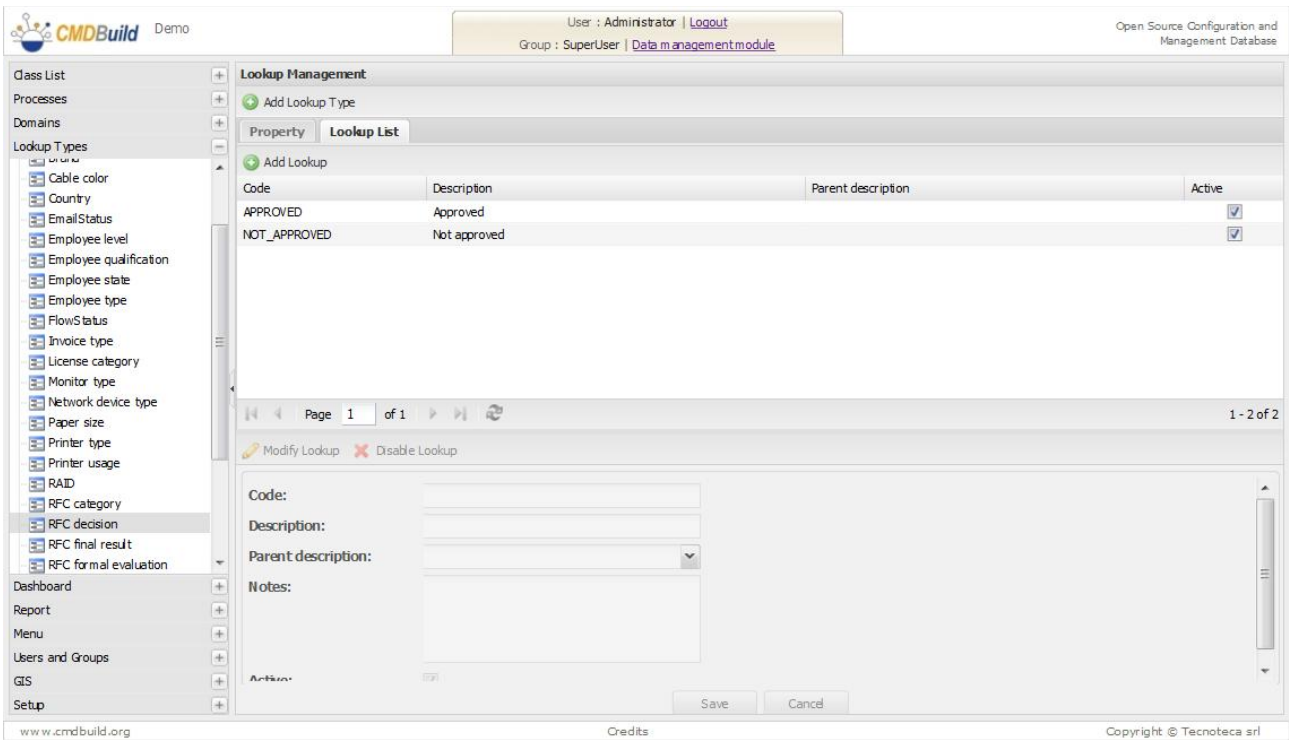 CMDBuild Demo
User : Administrator | Logout
Group : SuperUser | Data management module
Open Source Configuration and
Management Database
Class List
Processes
Domains
Lookup Types
Brand
Cable color
Country
EmailStatus
Employee level
Employee qualification
Employee state
Employee type
FlowStatus
Invoice type
License category
Monitor type
Network device type
Paper size
Printer type
Printer usage
RAID
RFC category
RFC decision
RFC final result
RFC formal evaluation
Dashboard
Report
Menu
Users and Groups
GIS
Setup
Lookup Management
Add Lookup Type
Property Lookup List
Add Lookup
Code Description Parent description Active
APPROVED Approved
NOT_APPROVED Not approved
Page 1 of 1 1 - 2 of 2
Modify Lookup Disable Lookup
Code:
Description:
Parent description:
Notes:
Active:
Save Cancel
www.cmdbuild.org Credits Copyright © Tecnoteca srl